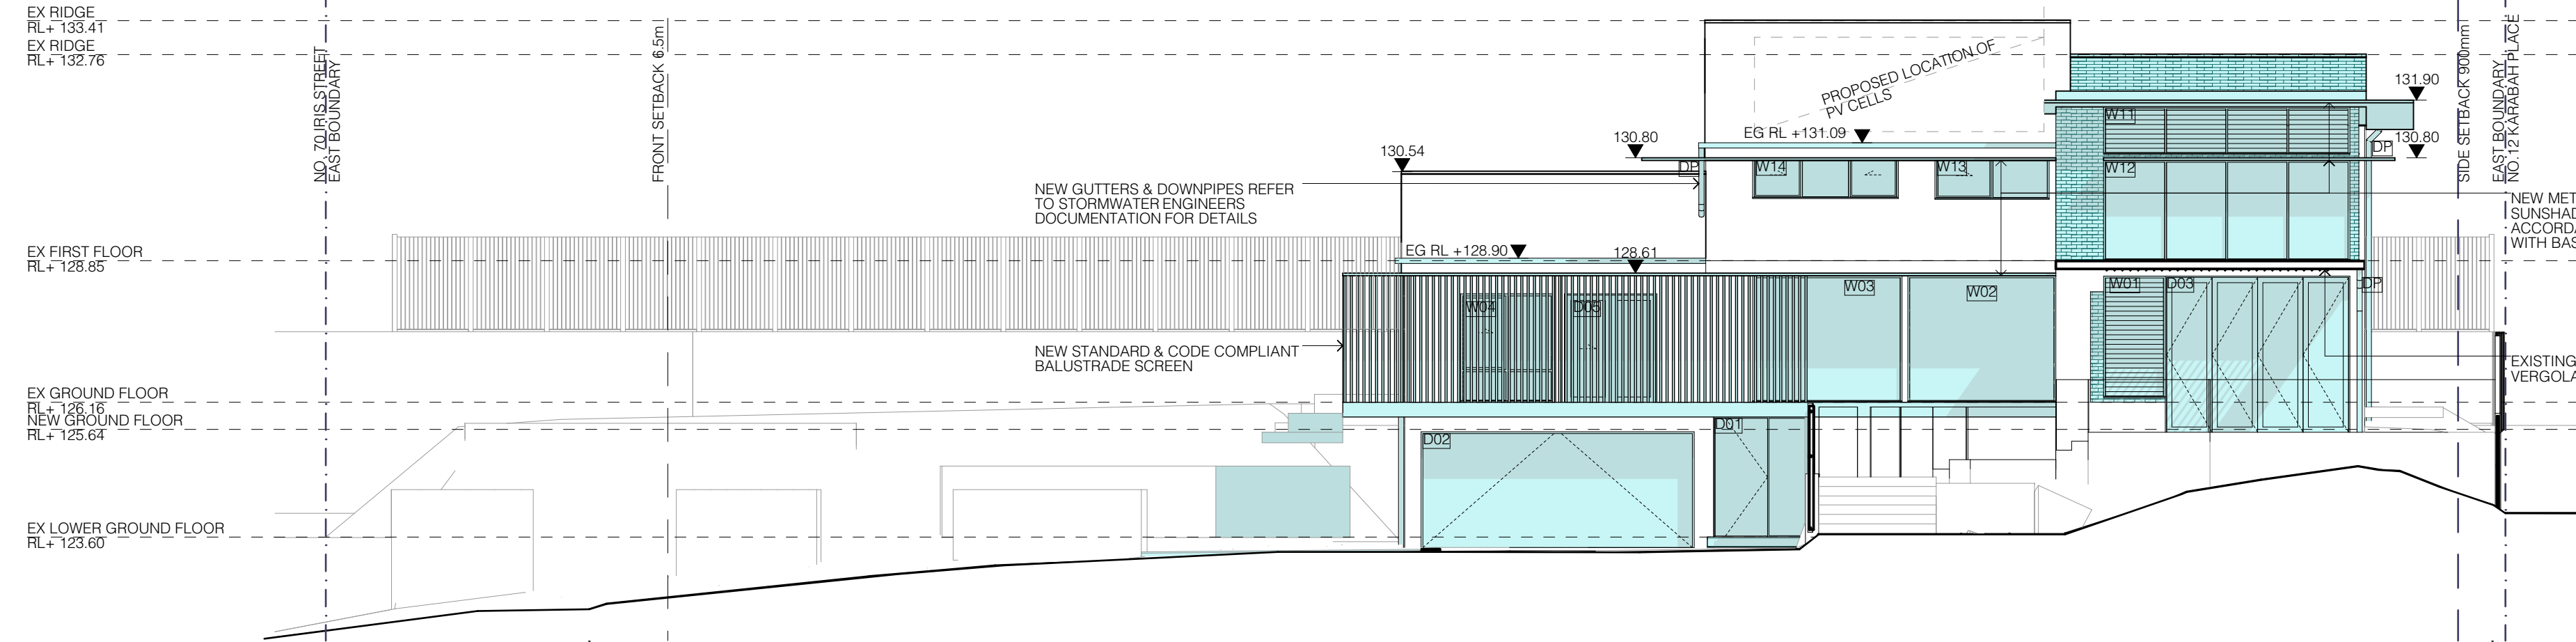 EX RIDGE
RL+ 133.41
EX RIDGE
RL+ 132.76
NO. 70 IRIS STREET
EAST BOUNDARY
FRONT SETBACK 6.5m
PROPOSED LOCATION OF
PV CELLS
SIDE SETBACK 900mm
EAST BOUNDARY
NO.12 KARABAH PLACE
131.90
W11
EG RL +131.09
130.80
130.80
130.54
DP
DP
W14
W13
W12
NEW GUTTERS & DOWNPIPES REFER
TO STORMWATER ENGINEERS
DOCUMENTATION FOR DETAILS
NEW
WITH
EX FIRST FLOOR
RL+ 128.85
EG RL +128.90
128.61
W04
D05
W03
W02
W01
D03
DP
NEW STANDARD & CODE COMPLIANT
BALUSTRADE SCREEN
EXISTING
EX GROUND FLOOR
RL+ 126.16
NEW GROUND FLOOR
RL+ 125.64
D02
D01
EX LOWER GROUND FLOOR
RL+ 123.60